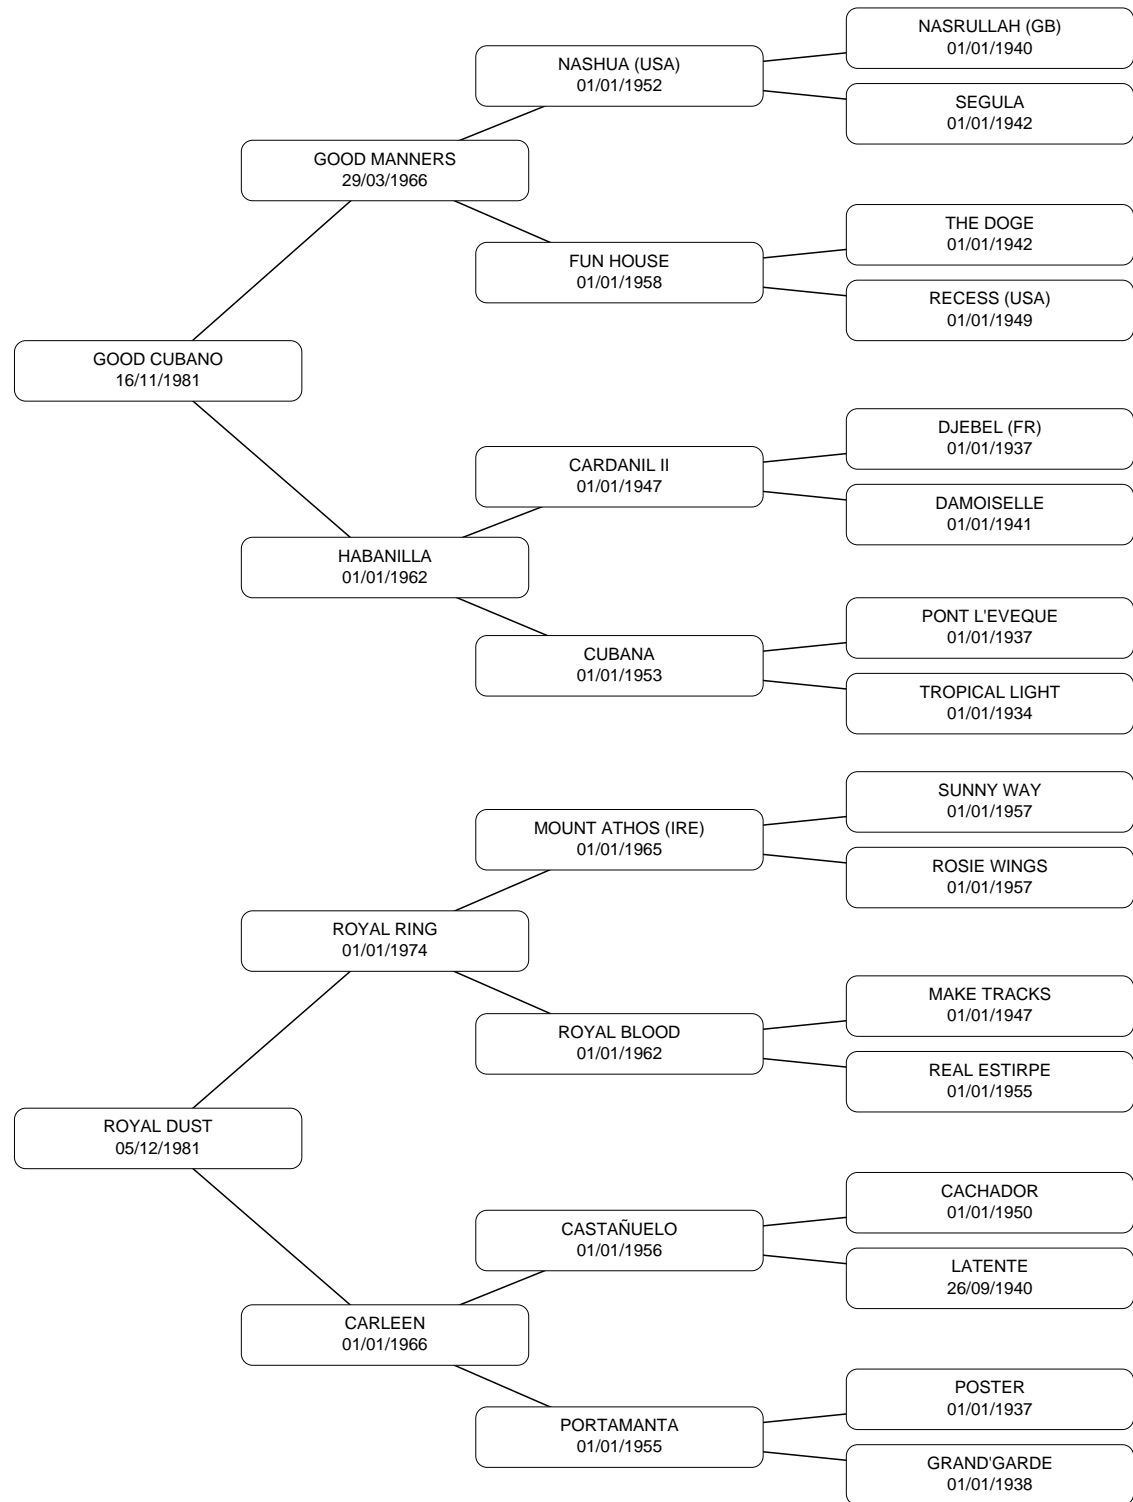 NASRULLAH (GB)
01/01/1940
NASHUA (USA)
01/01/1952
SEGULA
01/01/1942
GOOD MANNERS
29/03/1966
THE DOGE
01/01/1942
FUN HOUSE
01/01/1958
RECESS (USA)
01/01/1949
GOOD CUBANO
16/11/1981
DJEBEL (FR)
01/01/1937
CARDANIL II
01/01/1947
DAMOISELLE
01/01/1941
HABANILLA
01/01/1962
PONT L'EVEQUE
01/01/1937
CUBANA
01/01/1953
TROPICAL LIGHT
01/01/1934
SUNNY WAY
01/01/1957
MOUNT ATHOS (IRE)
01/01/1965
ROSIE WINGS
01/01/1957
ROYAL RING
01/01/1974
MAKE TRACKS
01/01/1947
ROYAL BLOOD
01/01/1962
REAL ESTIRPE
01/01/1955
ROYAL DUST
05/12/1981
CACHADOR
01/01/1950
CASTAÑUELO
01/01/1956
LATENTE
26/09/1940
CARLEEN
01/01/1966
POSTER
01/01/1937
PORTAMANTA
01/01/1955
GRAND'GARDE
01/01/1938